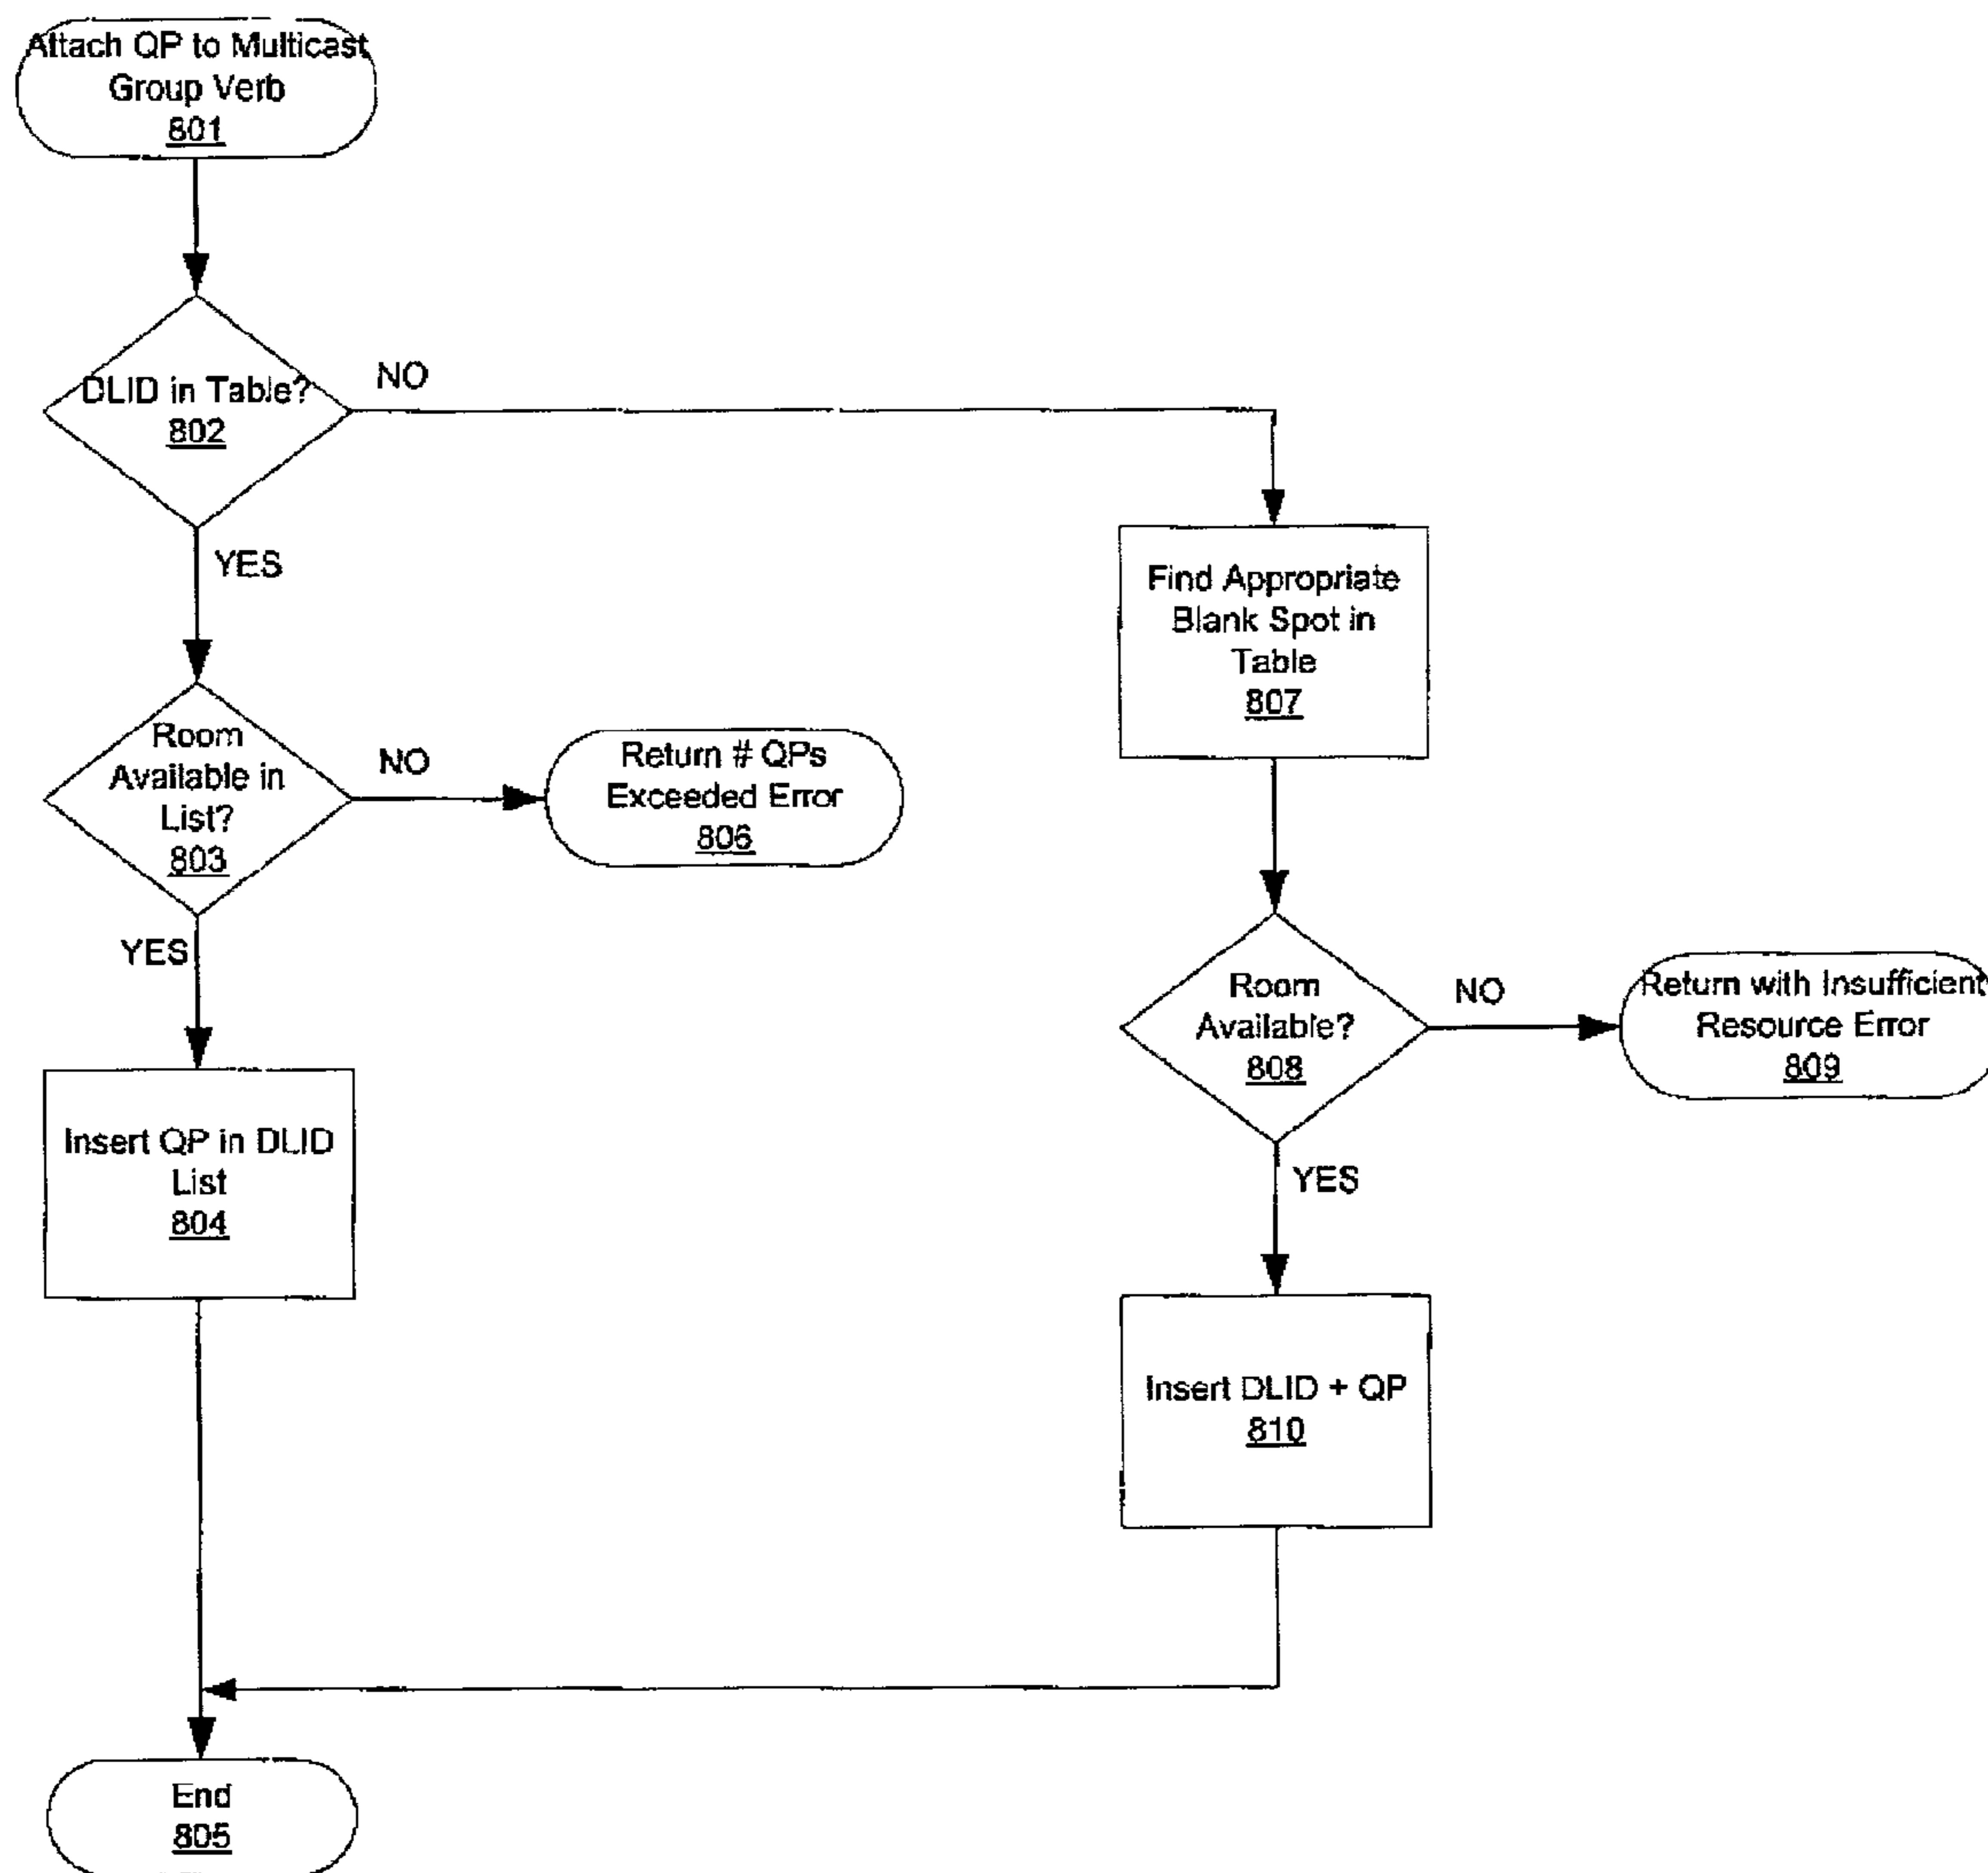 Attach QP to Multicast
Group Verb
801
DLID in Table?
802
NO
YES
Find Appropriate
Blank Spot in
Table
807
Room
Available in
List?
803
NO
Return # QPs
Exceeded Error
806
YES
Room
Available?
808
NO
Return with Insufficient
Resource Error
809
Insert QP in DLID
List
804
YES
Insert DLID + QP
810
End
805